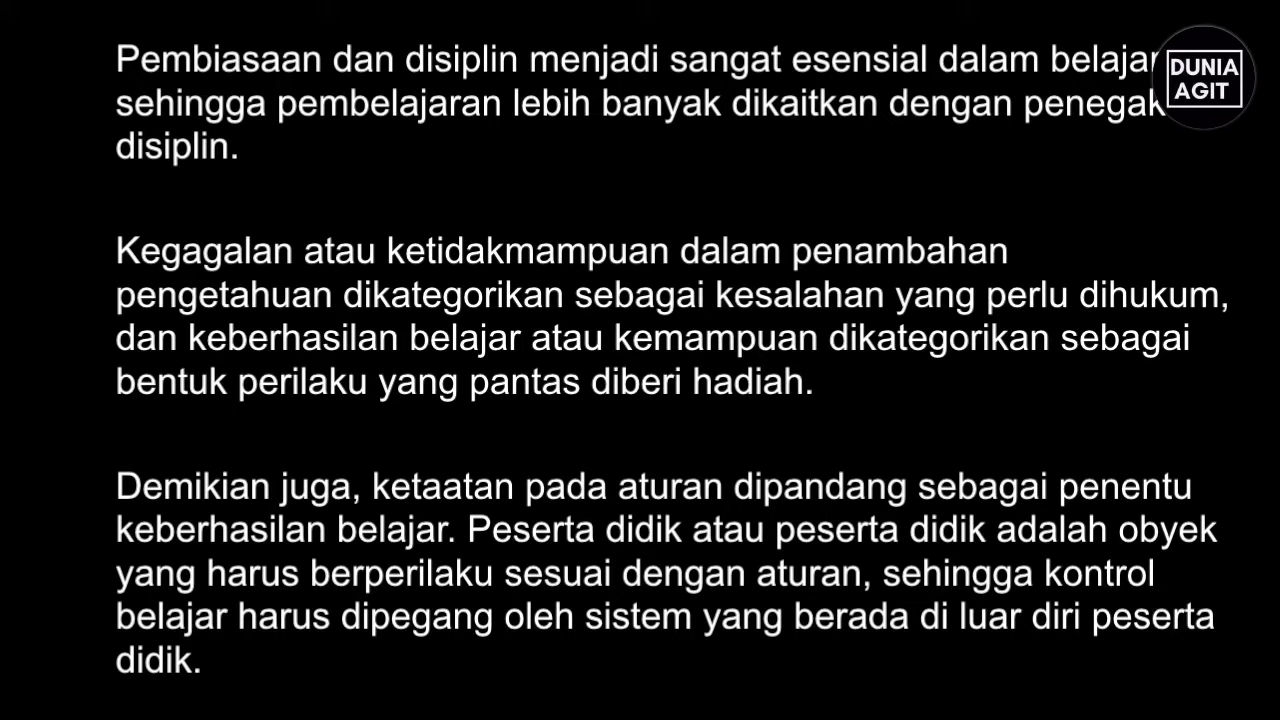 Pembiasaan dan disiplin menjadi sangat esensial dalam belajar
sehingga pembelajaran lebih banyak dikaitkan dengan penegak
disiplin.
Kegagalan atau ketidakmampuan dalam penambahan
pengetahuan dikategorikan sebagai kesalahan yang perlu dihukum,
dan keberhasilan belajar atau kemampuan dikategorikan sebagai
bentuk perilaku yang pantas diberi hadiah.
Demikian juga, ketaatan pada aturan dipandang sebagai penentu
keberhasilan belajar. Peserta didik atau peserta didik adalah obyek
yang harus berperilaku sesuai dengan aturan, sehingga kontrol
belajar harus dipegang oleh sistem yang berada di luar diri peserta
didik.
DUNIA
AGIT